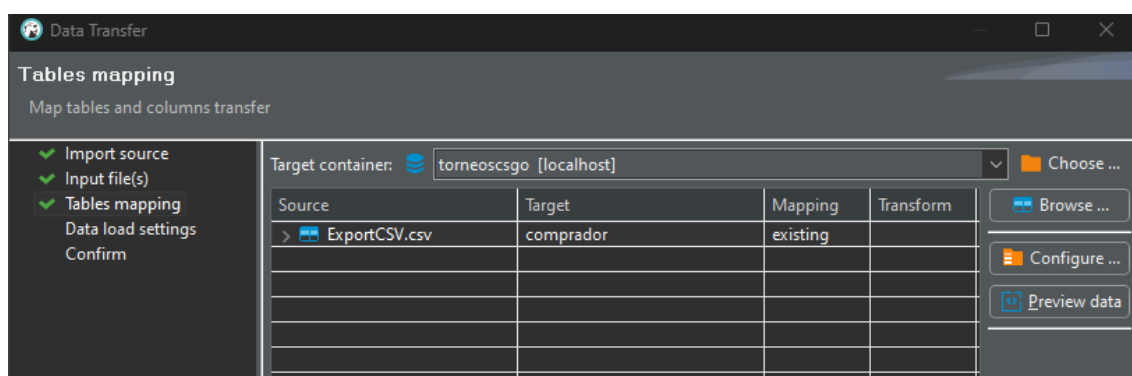 Data Transfer
Tables mapping
Map tables and columns transfer
Import source
Input file(s)
Tables mapping
Data load settings
Confirm
Target container: torneoscsgo [localhost] Choose ...
Source Target Mapping Transform
ExportCSV.csv comprador existing
Browse ...
Configure ...
Preview data